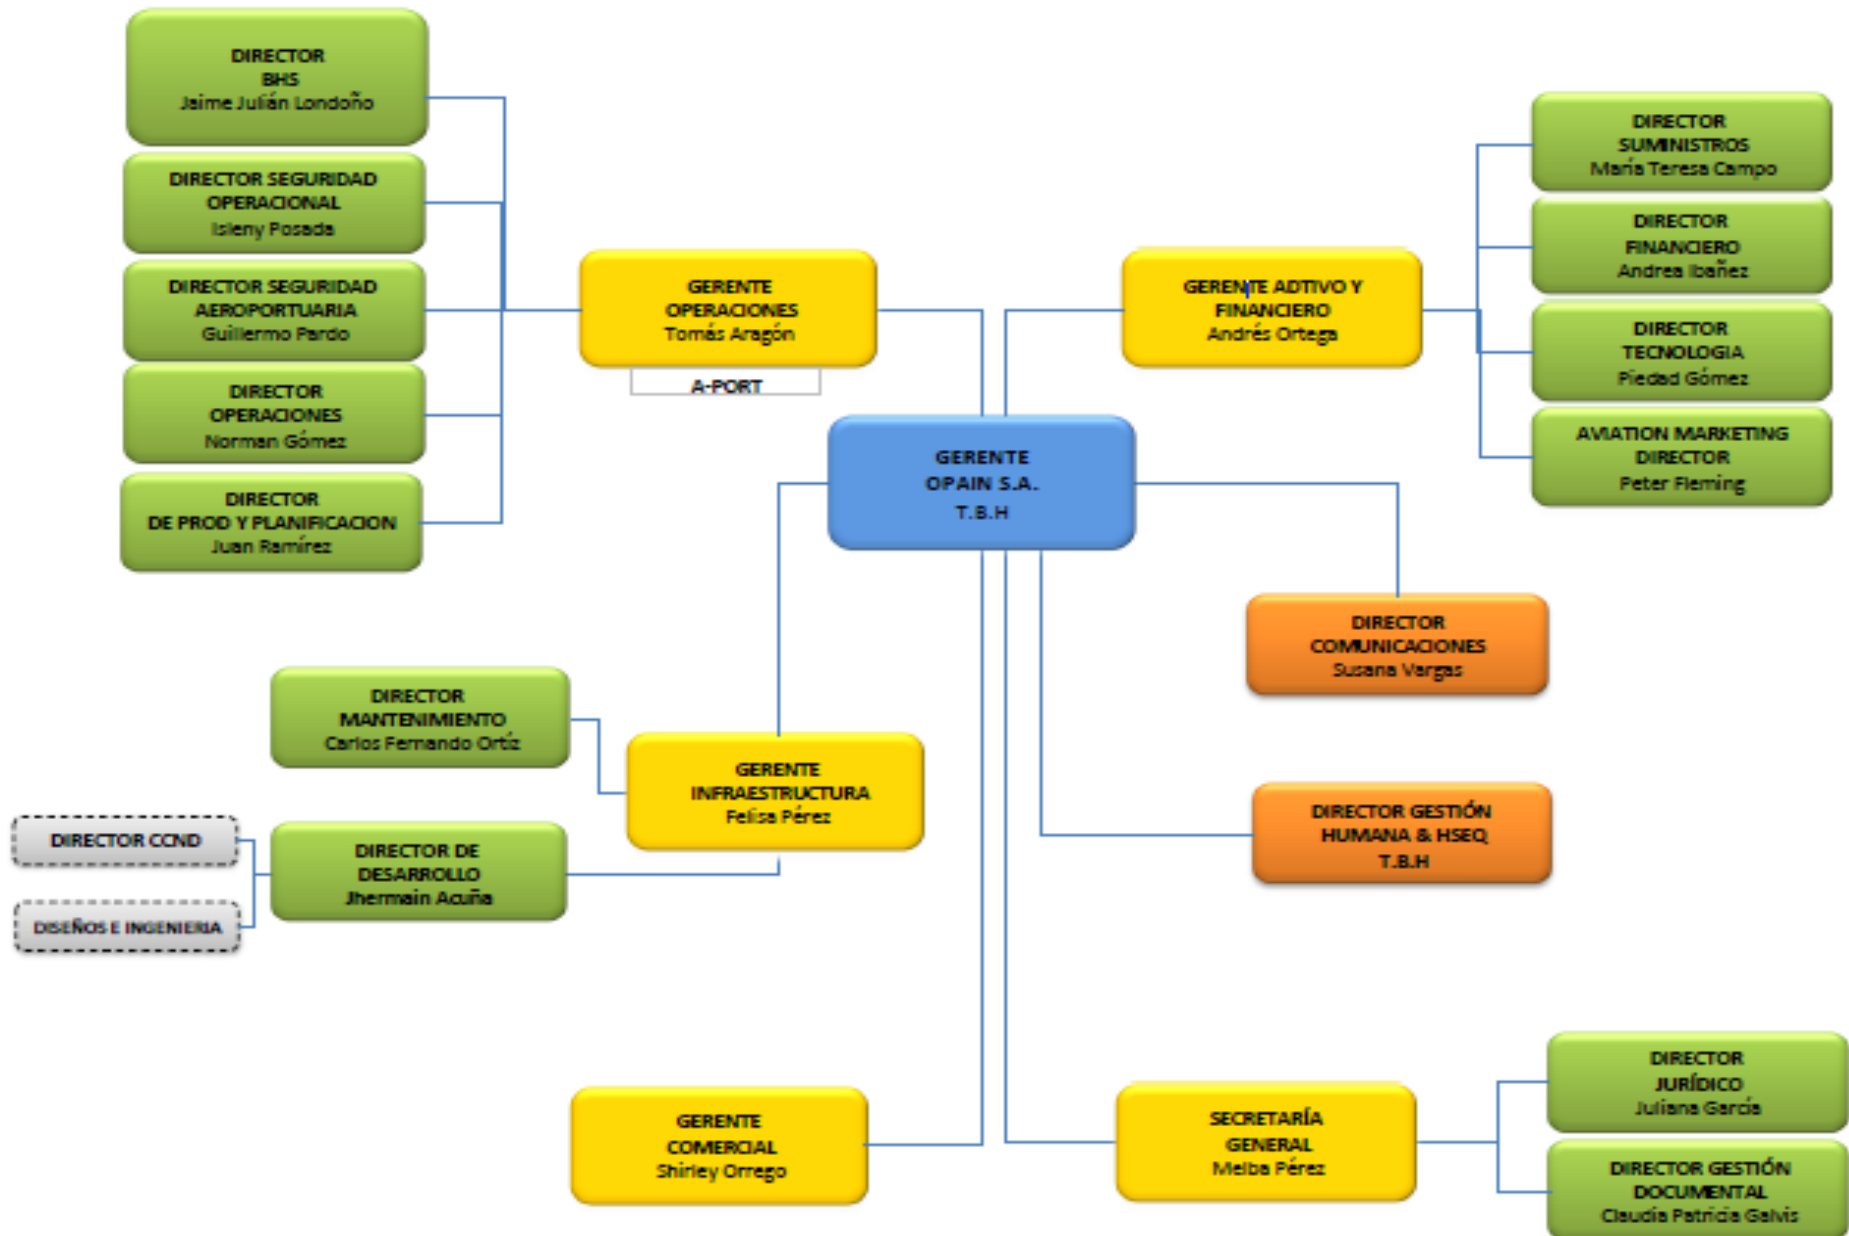 DIRECTOR
BHS
Jaime Julián Londoño
DIRECTOR SEGURIDAD
OPERACIONAL
Isleny Posada
DIRECTOR SEGURIDAD
AEROPORTUARIA
Guillermo Pardo
DIRECTOR
OPERACIONES
Norman Gómez
DIRECTOR
DE PROD Y PLANIFICACION
Juan Ramírez
GERENTE
OPERACIONES
Tomás Aragón
A-PORT
GERENTE ADTIVO Y
FINANCIERO
Andrés Ortega
DIRECTOR
SUMINISTROS
María Teresa Campo
DIRECTOR
FINANCIERO
Andrea Ibañez
DIRECTOR
TECNOLOGIA
Piedad Gómez
AVIATION MARKETING
DIRECTOR
Peter Fleming
GERENTE
OPAIN S.A.
T.B.H
DIRECTOR
COMUNICACIONES
Susana Vargas
DIRECTOR GESTIÓN
HUMANA & HSEQ
T.B.H
DIRECTOR
MANTENIMIENTO
Carlos Fernando Ortíz
GERENTE
INFRAESTRUCTURA
Felisa Pérez
DIRECTOR CCND
DISEÑOS E INGENIERIA
DIRECTOR DE
DESARROLLO
Jhermain Acuña
GERENTE
COMERCIAL
Shirley Orrego
SECRETARÍA
GENERAL
Melba Pérez
DIRECTOR
JURÍDICO
Juliana García
DIRECTOR GESTIÓN
DOCUMENTAL
Claudia Patricia Galvis